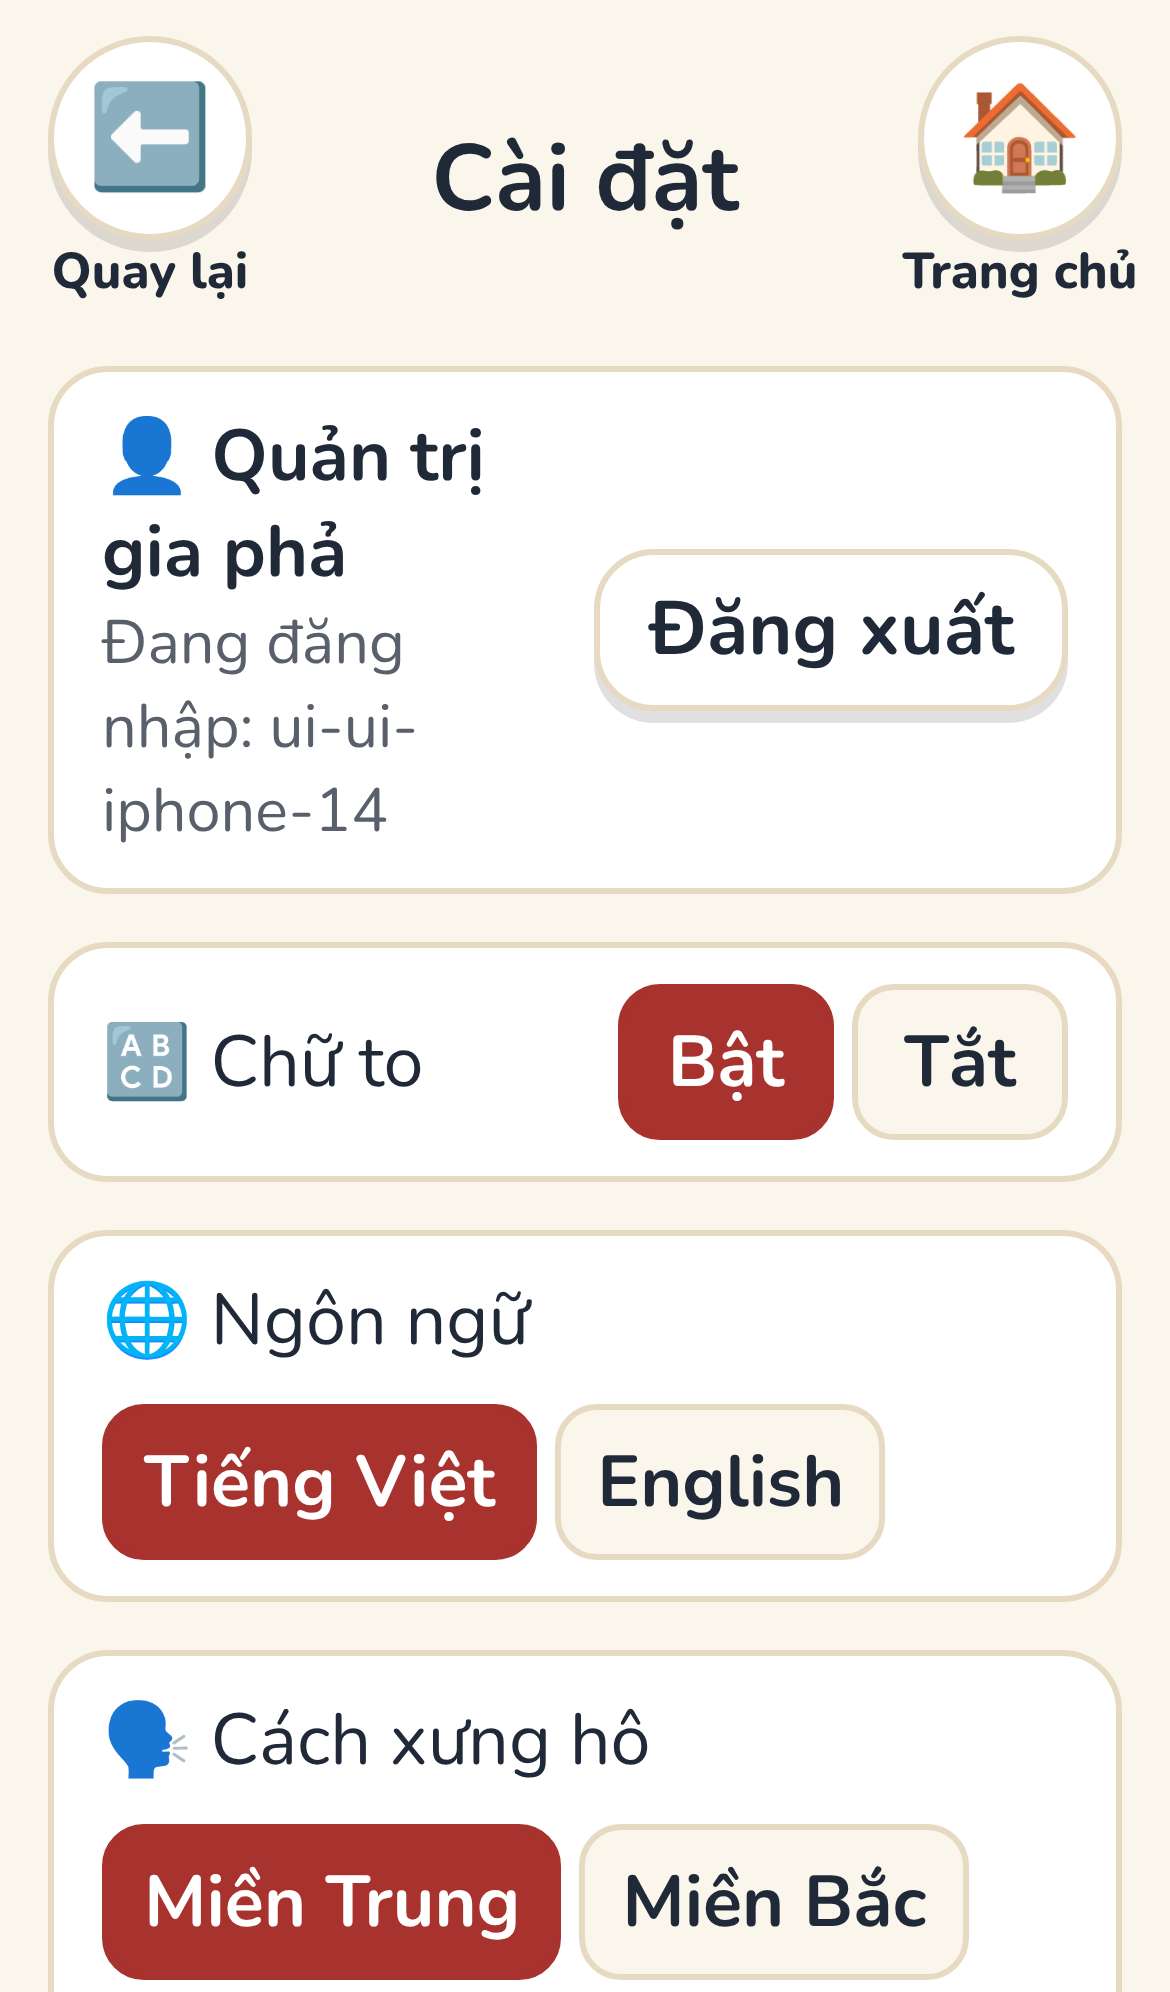 Quay lại
Cài đặt
Trang chủ
Quản trị
gia phả
Đang đăng
nhập: ui-ui-
iphone-14
Đăng xuất
Chữ to
Bật
Tắt
Ngôn ngữ
Tiếng Việt
English
Cách xưng hô
Miền Trung
Miền Bắc